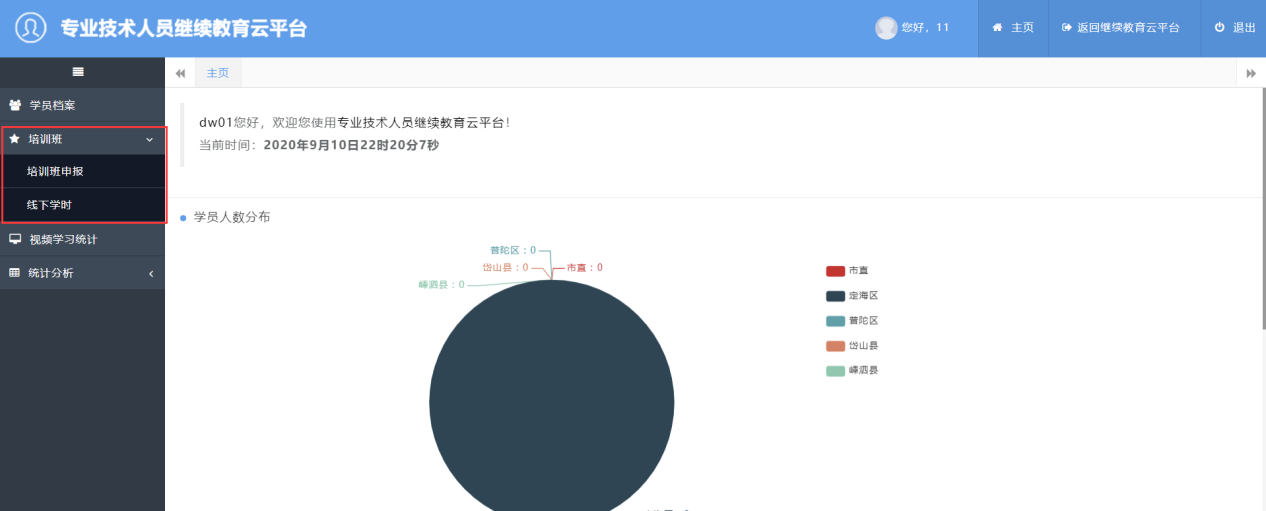 专业技术人员继续教育云平台
您好，11
主页
返回继续教育云平台
退出
主页
学员档案
培训班
培训班申报
线下学时
视频学习统计
统计分析
dw01您好，欢迎您使用专业技术人员继续教育云平台！
当前时间：2020年9月10日22时20分7秒
学员人数分布
普陀区：0
岱山县：0
市直：0
嵊泗县：0
市直
定海区
普陀区
岱山县
嵊泗县